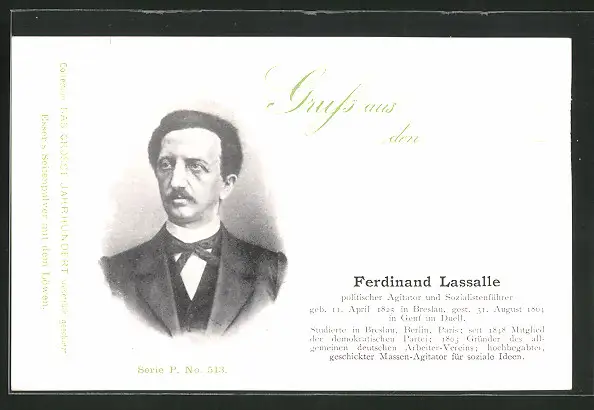 Gruß aus
den
Collection DAS GROSSE JAHRHUNDERT
Esser's Seifenpulver mit dem Löwen.
Ferdinand Lassalle
politischer Agitator und Sozialistenführer
geb. 11. April 1825 in Breslau, gest. 31. August 1864
in Genf im Duell.
Studierte in Breslau, Berlin, Paris; seit 1848 Mitglied
der demokratischen Partei; 1863 Gründer des all-
gemeinen deutschen Arbeiter-Vereins; hochbegabter,
geschickter Massen-Agitator für soziale Ideen.
Serie P. No. 513.